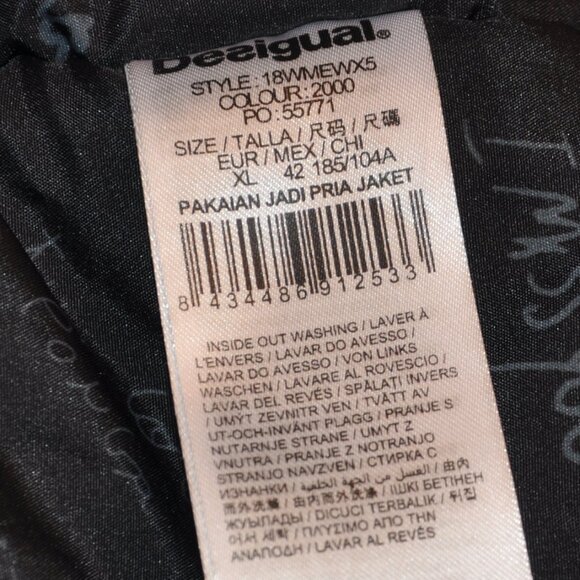 Desigual®
STYLE : 18WMEWX5
COLOUR : 2000
PO : 55771
SIZE / TALLA / 尺码 / 尺碼
EUR / MEX / CHI
XL 42 185/104A
PAKAIAN JADI PRIA JAKET
8 434486 912533
INSIDE OUT WASHING / LAVER À
L'ENVERS / LAVAR DO AVESSO /
LAVAR DO AVESSO / VON LINKS
WASCHEN / LAVARE AL ROVESCIO /
LAVAR DEL REVÉS / SPĂLAȚI INVERS
/ UMÝT ZEVNITR VEN / TVÄTT AV
UT-OCH-INVÄNT PLAGG / PRANJE S
NUTARNJE STRANE / UMYT Z
VNUTRA / PRANJE Z NOTRANJO
STRANJO NAVZVEN / СТИРКА С
ИЗНАНКИ / الغسل من الجهة الخلفية / 由内
而外洗滌 / 由内而外洗涤 / ІШКІ БЕТІНЕН
ЖУЫЛАДЫ / DICUCI TERBALIK / 뒤집
어서 세탁 / ΠΛΥΣΙΜΟ ΑΠΟ ΤΗΝ
ΑΝΑΠΟΔΗ / LAVAR AL REVÉS